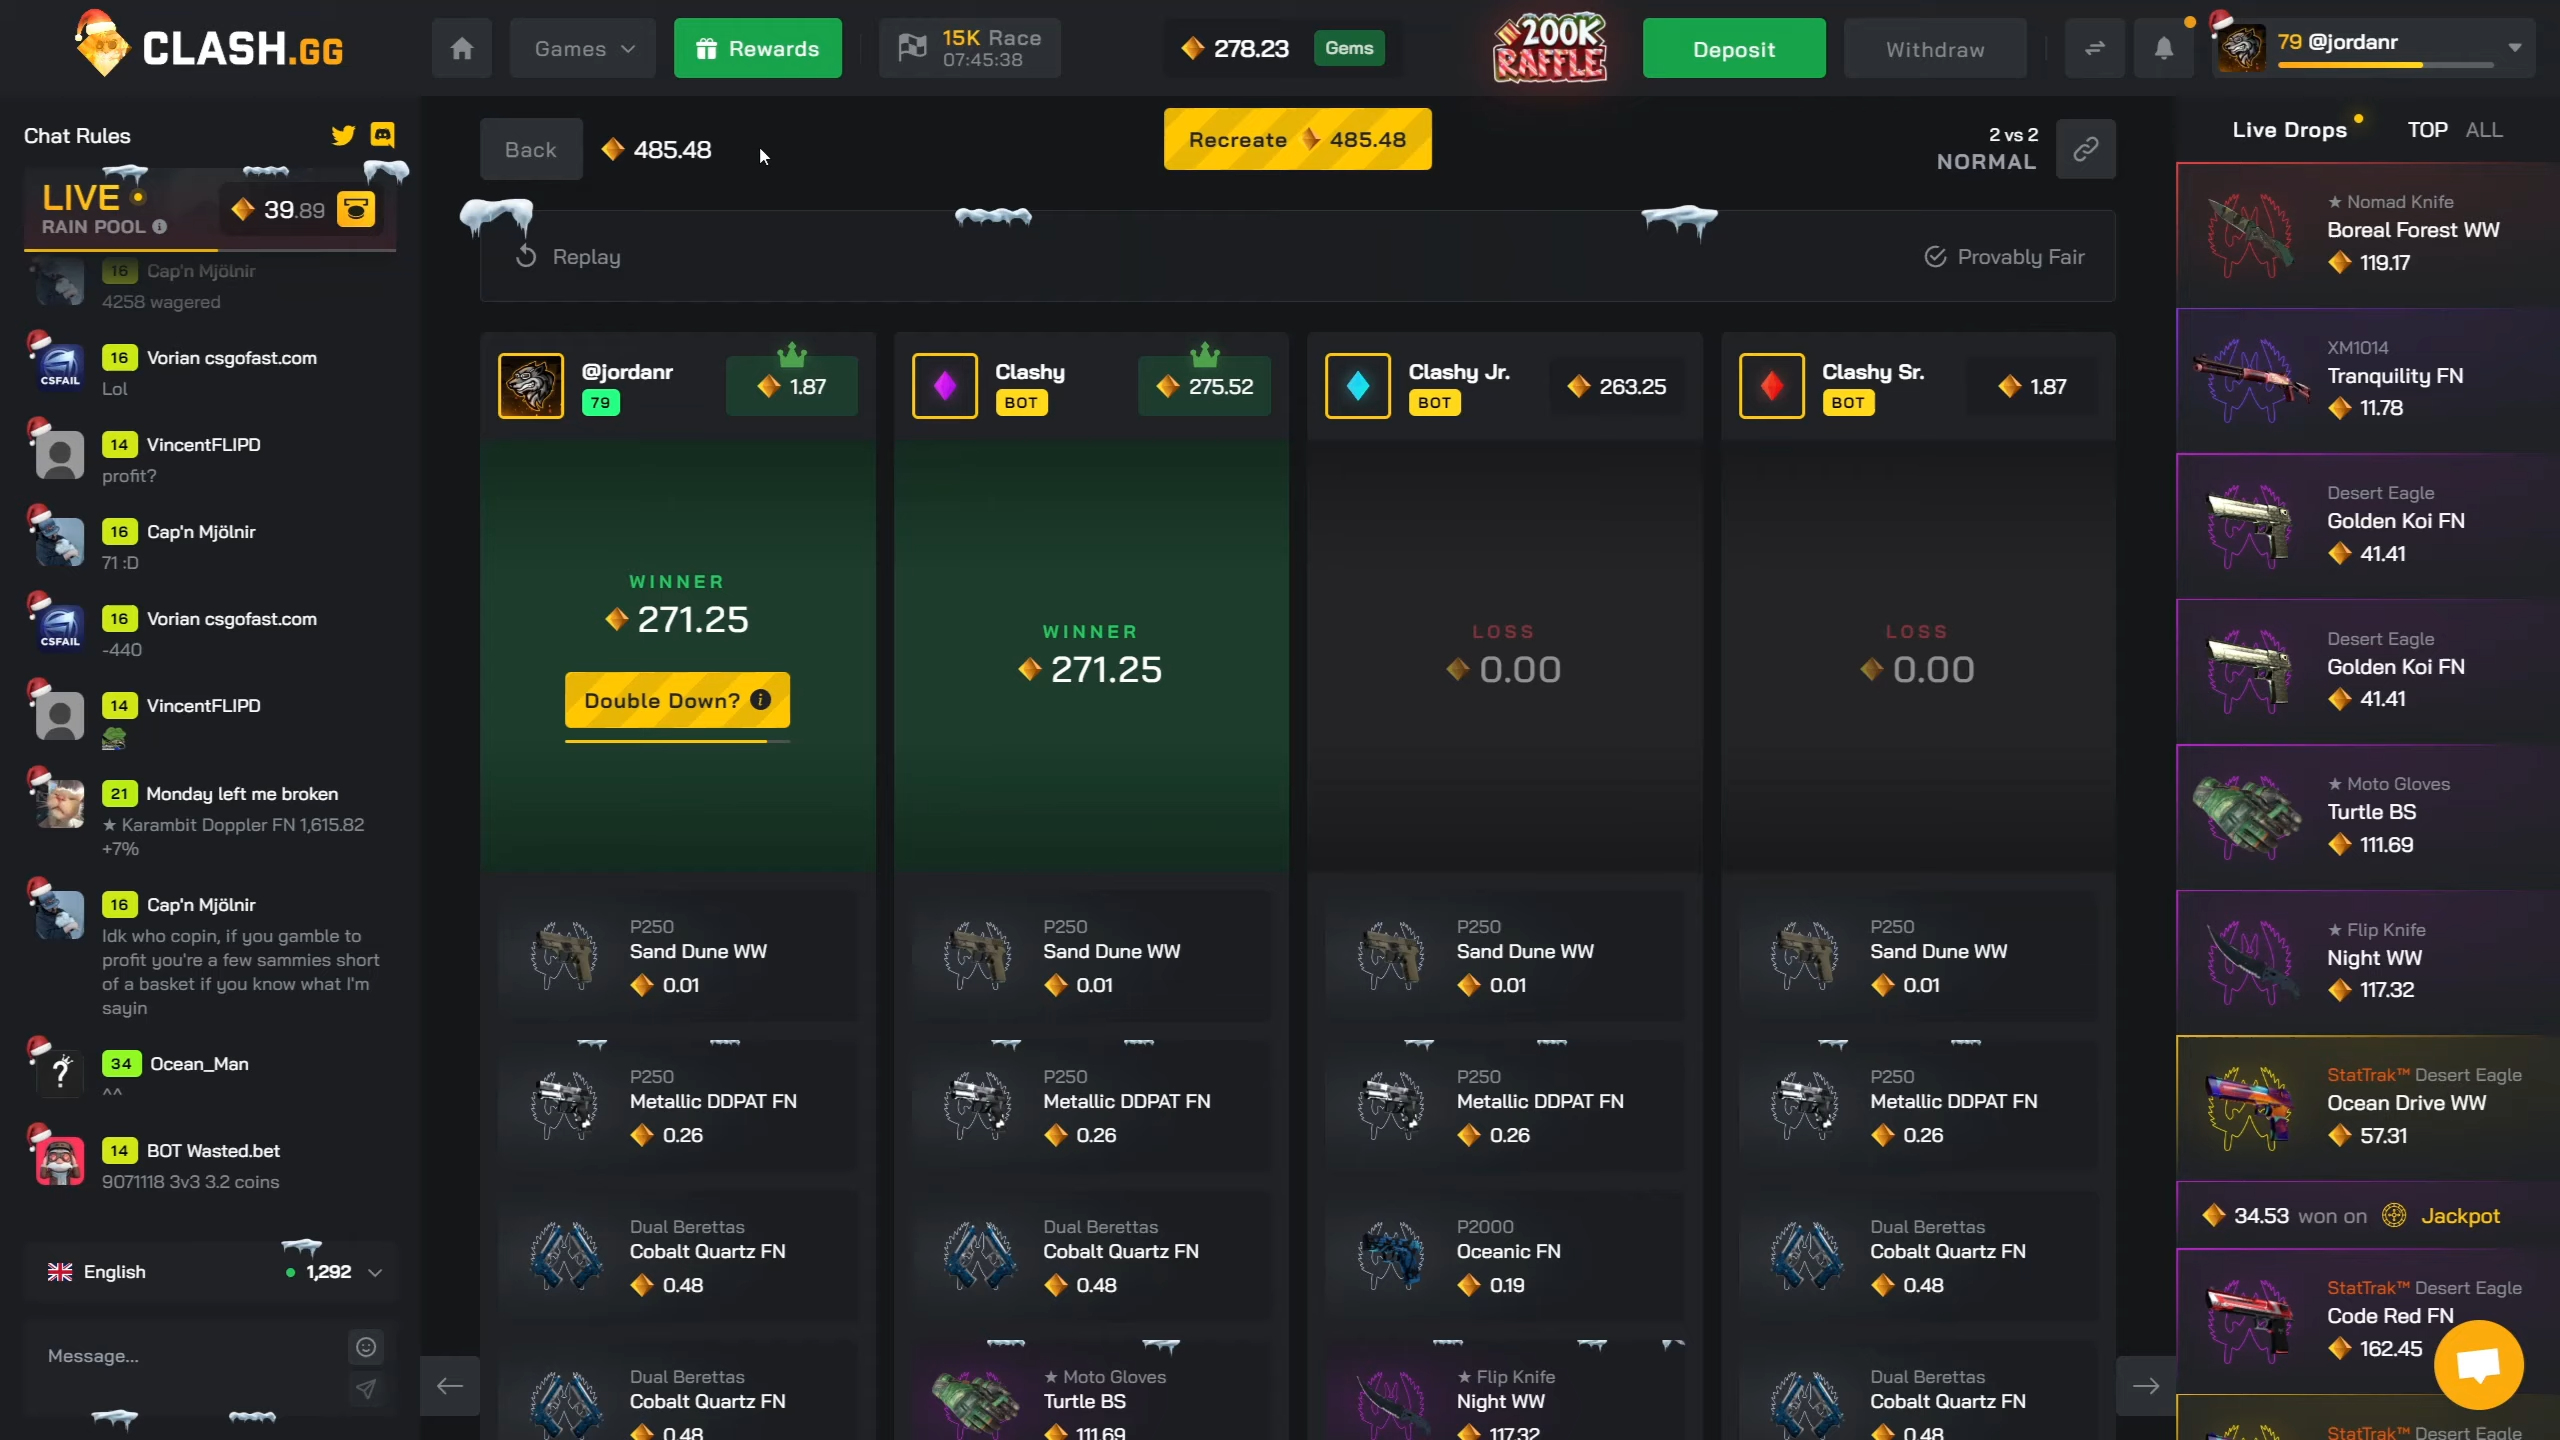 CLASH.GG
Games
Rewards
15K Race
07:45:38
278.23
Gems
200K
RAFFLE
Deposit
Withdraw
79 @jordanr
Chat Rules
LIVE
RAIN POOL
39.89
16 Cap'n Mjölnir
4258 wagered
CSFAIL
16 Vorian csgofast.com
Lol
14 VincentFLIPD
profit?
16 Cap'n Mjölnir
71 :D
CSFAIL
16 Vorian csgofast.com
-440
14 VincentFLIPD
21 Monday left me broken
★ Karambit Doppler FN 1,615.82
+7%
16 Cap'n Mjölnir
Idk who copin, if you gamble to
profit you're a few sammies short
of a basket if you know what I'm
sayin
34 Ocean_Man
^^
14 BOT Wasted.bet
9071118 3v3 3.2 coins
English
1,292
Message...
Back
485.48
Recreate 485.48
2 vs 2
NORMAL
Replay
Provably Fair
@jordanr
79
1.87
WINNER
271.25
Double Down?
P250
Sand Dune WW
0.01
P250
Metallic DDPAT FN
0.26
Dual Berettas
Cobalt Quartz FN
0.48
Dual Berettas
Cobalt Quartz FN
0.48
Clashy
BOT
275.52
WINNER
271.25
P250
Sand Dune WW
0.01
P250
Metallic DDPAT FN
0.26
Dual Berettas
Cobalt Quartz FN
0.48
★ Moto Gloves
Turtle BS
111.69
Clashy Jr.
BOT
263.25
LOSS
0.00
P250
Sand Dune WW
0.01
P250
Metallic DDPAT FN
0.26
P2000
Oceanic FN
0.19
★ Flip Knife
Night WW
117.32
Clashy Sr.
BOT
1.87
LOSS
0.00
P250
Sand Dune WW
0.01
P250
Metallic DDPAT FN
0.26
Dual Berettas
Cobalt Quartz FN
0.48
Dual Berettas
Cobalt Quartz FN
0.48
Live Drops
TOP ALL
★ Nomad Knife
Boreal Forest WW
119.17
XM1014
Tranquility FN
11.78
Desert Eagle
Golden Koi FN
41.41
Desert Eagle
Golden Koi FN
41.41
★ Moto Gloves
Turtle BS
111.69
★ Flip Knife
Night WW
117.32
StatTrak™ Desert Eagle
Ocean Drive WW
57.31
34.53 won on Jackpot
StatTrak™ Desert Eagle
Code Red FN
162.45
StatTrak™ Desert Eagle